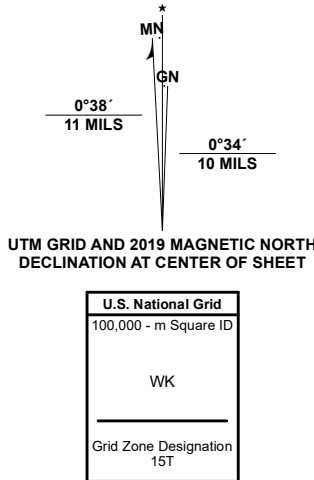 MN
GN
0°38´
11 MILS
0°34´
10 MILS
UTM GRID AND 2019 MAGNETIC NORTH
DECLINATION AT CENTER OF SHEET
U.S. National Grid
100,000 - m Square ID
WK
Grid Zone Designation
15T